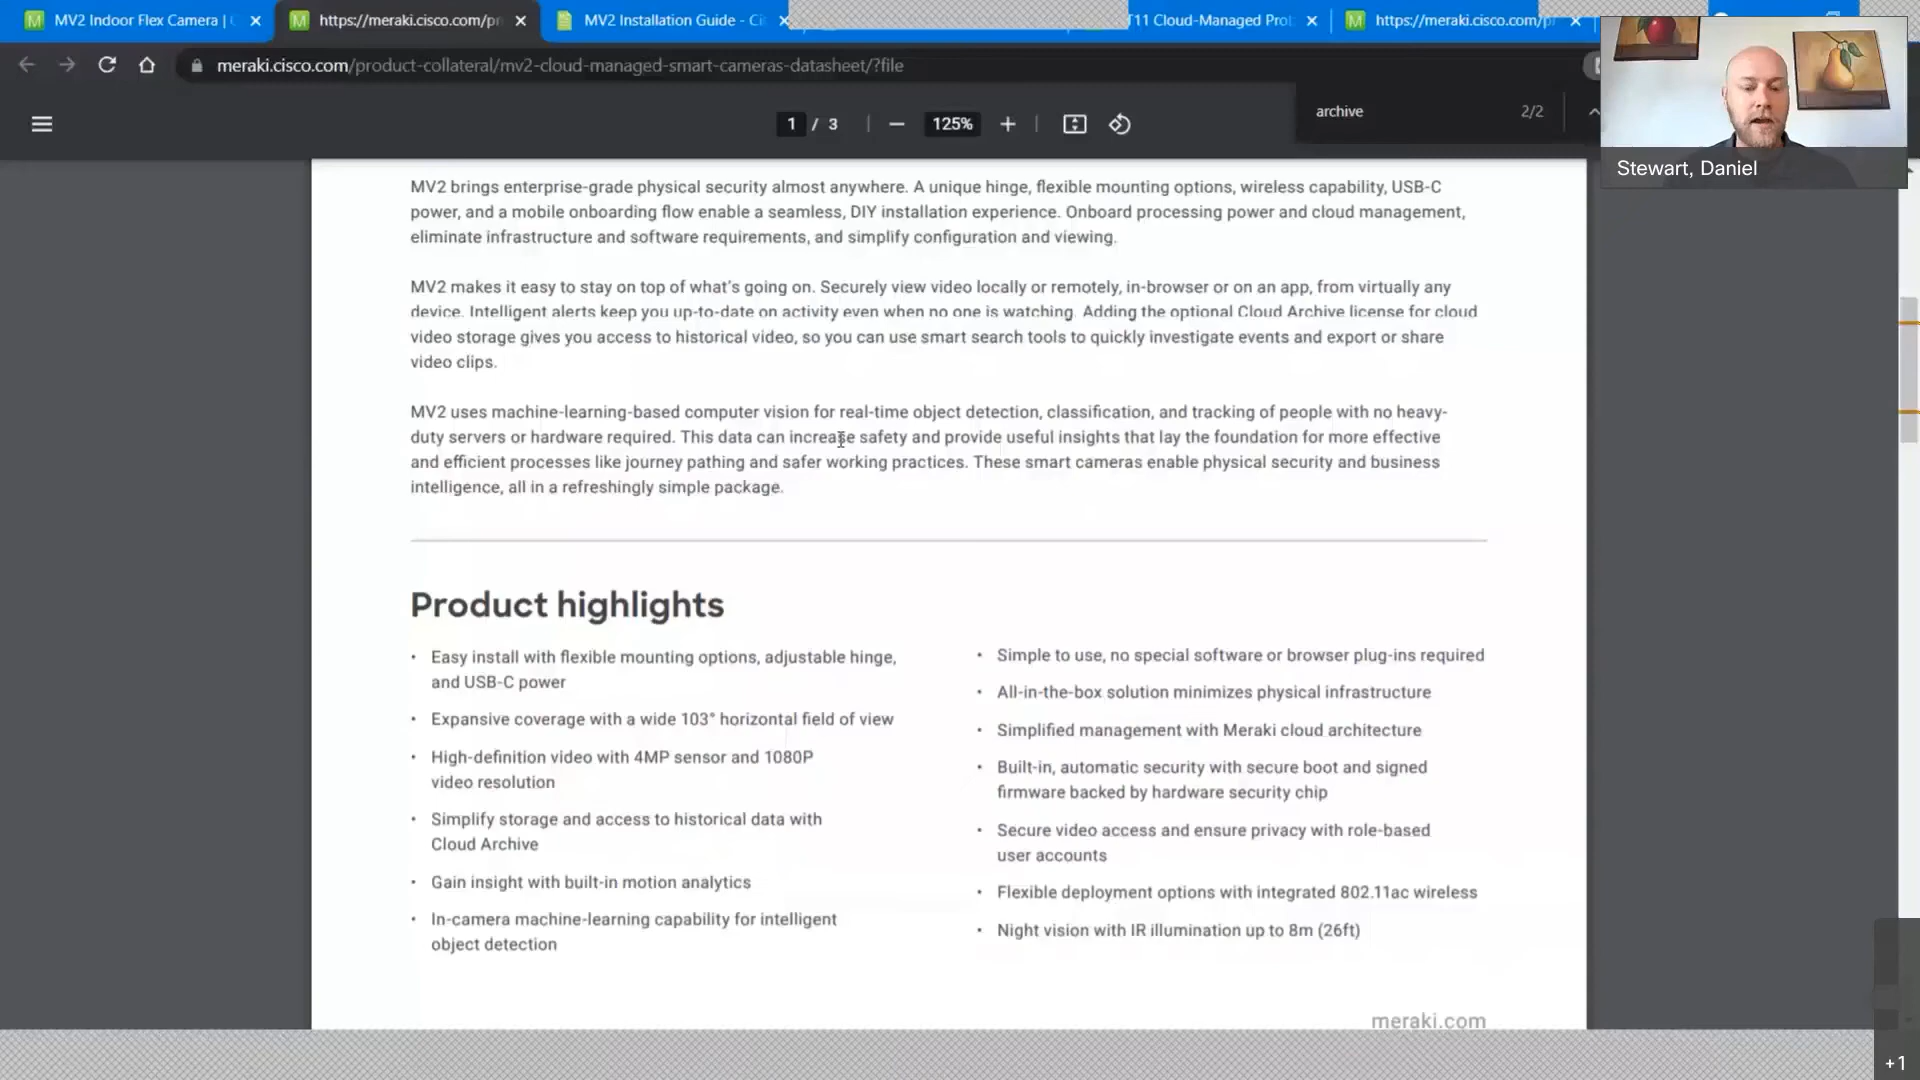 MV2 Indoor Flex Camera |
https://meraki.cisco.com/pr
MV2 Installation Guide - Ci
T11 Cloud-Managed Pro
https://meraki.cisco.com/p
meraki.cisco.com/product-collateral/mv2-cloud-managed-smart-cameras-datasheet/?file
1 / 3
125%
archive
2/2
Stewart, Daniel
MV2 brings enterprise-grade physical security almost anywhere. A unique hinge, flexible mounting options, wireless capability, USB-C
power, and a mobile onboarding flow enable a seamless, DIY installation experience. Onboard processing power and cloud management,
eliminate infrastructure and software requirements, and simplify configuration and viewing.
MV2 makes it easy to stay on top of what's going on. Securely view video locally or remotely, in-browser or on an app, from virtually any
device. Intelligent alerts keep you up-to-date on activity even when no one is watching. Adding the optional Cloud Archive license for cloud
video storage gives you access to historical video, so you can use smart search tools to quickly investigate events and export or share
video clips.
MV2 uses machine-learning-based computer vision for real-time object detection, classification, and tracking of people with no heavy-
duty servers or hardware required. This data can increase safety and provide useful insights that lay the foundation for more effective
and efficient processes like journey pathing and safer working practices. These smart cameras enable physical security and business
intelligence, all in a refreshingly simple package.
Product highlights
• Easy install with flexible mounting options, adjustable hinge,
and USB-C power
• Expansive coverage with a wide 103° horizontal field of view
• High-definition video with 4MP sensor and 1080P
video resolution
• Simplify storage and access to historical data with
Cloud Archive
• Gain insight with built-in motion analytics
• In-camera machine-learning capability for intelligent
object detection
• Simple to use, no special software or browser plug-ins required
• All-in-the-box solution minimizes physical infrastructure
• Simplified management with Meraki cloud architecture
• Built-in, automatic security with secure boot and signed
firmware backed by hardware security chip
• Secure video access and ensure privacy with role-based
user accounts
• Flexible deployment options with integrated 802.11ac wireless
• Night vision with IR illumination up to 8m (26ft)
meraki.com
+1